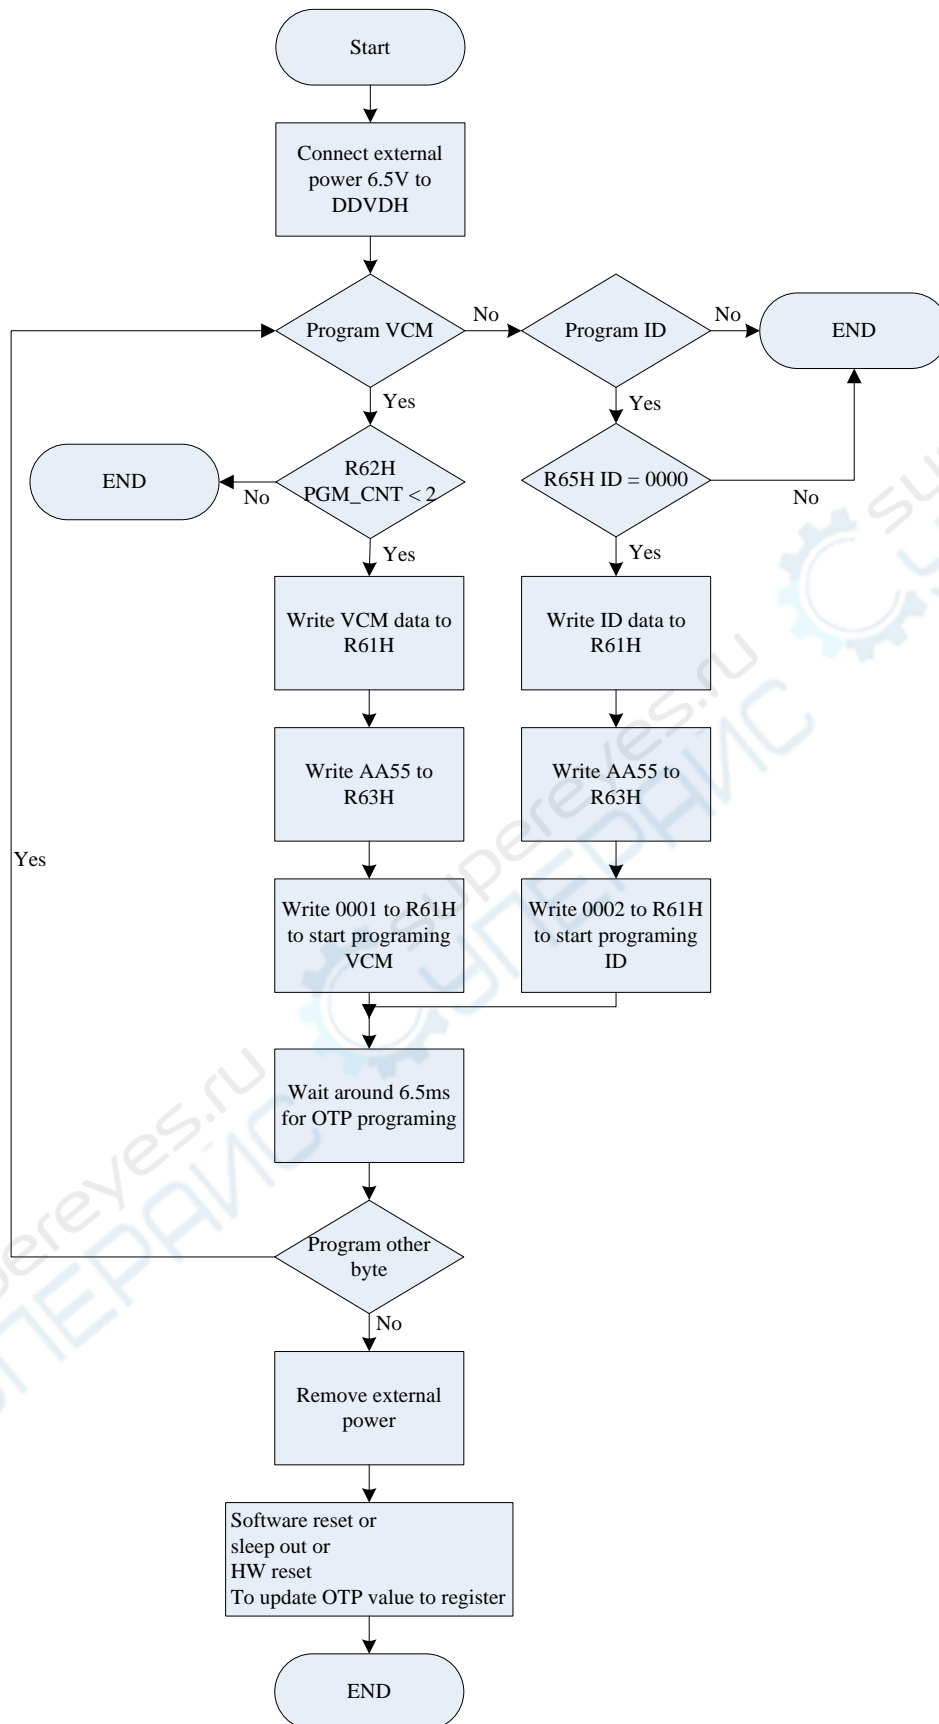 Start
Connect external
power 6.5V to
DDVDH
Program VCM
No
Program ID
No
END
Yes
Yes
END
No
R62H
PGM_CNT < 2
R65H ID = 0000
No
Yes
Yes
Write VCM data to
R61H
Write ID data to
R61H
Write AA55 to
R63H
Write AA55 to
R63H
Yes
Write 0001 to R61H
to start programing
VCM
Write 0002 to R61H
to start programing
ID
Wait around 6.5ms
for OTP programing
Program other
byte
No
Remove external
power
Software reset or
sleep out or
HW reset
To update OTP value to register
END
supereyes.ru
СУПЕРАЙС